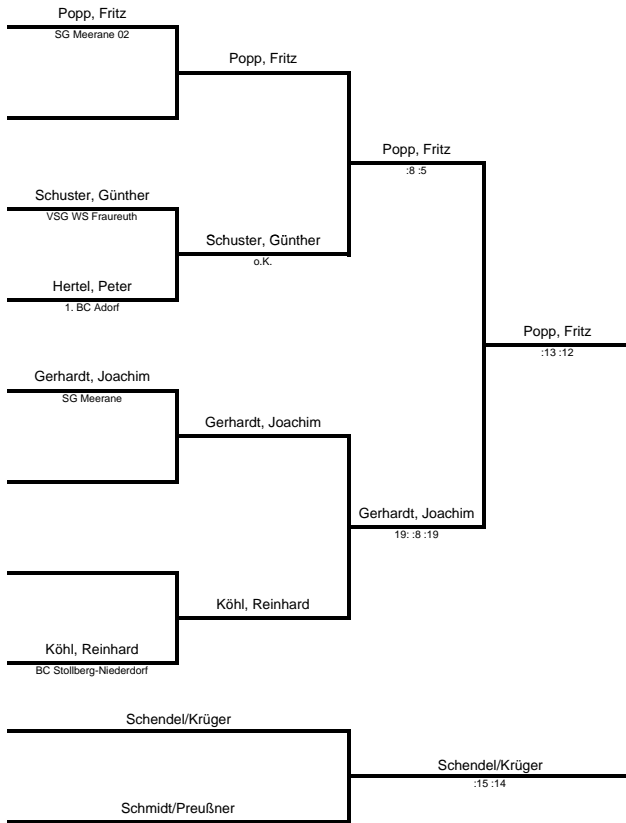 Popp, Fritz
SG Meerane 02
Popp, Fritz
Popp, Fritz
:8 :5
Schuster, Günther
VSG WS Fraureuth
Schuster, Günther
o.K.
Hertel, Peter
1. BC Adorf
Popp, Fritz
:13 :12
Gerhardt, Joachim
SG Meerane
Gerhardt, Joachim
Gerhardt, Joachim
19: :8 :19
Köhl, Reinhard
Köhl, Reinhard
BC Stollberg-Niederdorf
Schendel/Krüger
Schendel/Krüger
:15 :14
Schmidt/Preußner